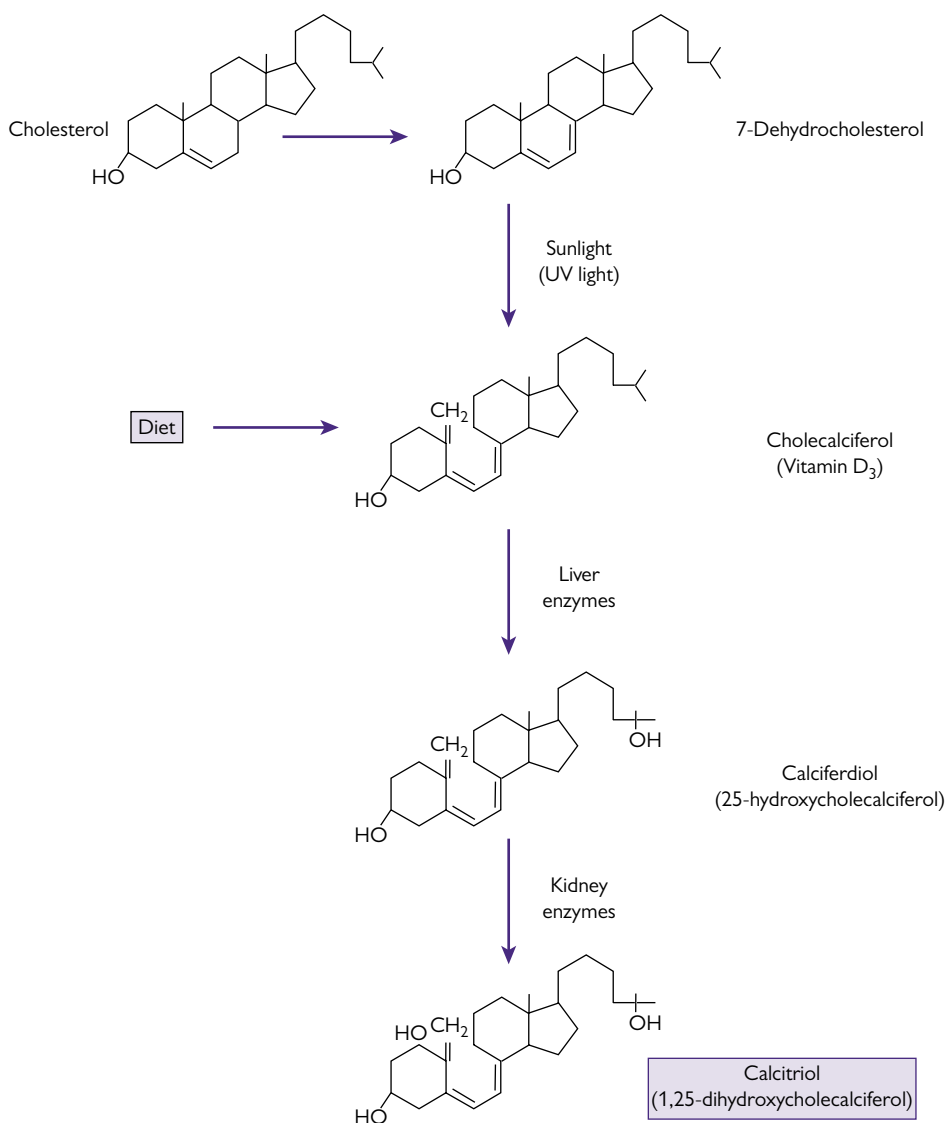 Cholesterol
HO
HO
7-Dehydrocholesterol
Sunlight
(UV light)
Diet
CH₂
HO
Cholecalciferol
(Vitamin D₃)
Liver
enzymes
CH₂
HO
OH
Calciferdiol
(25-hydroxycholecalciferol)
Kidney
enzymes
HO
CH₂
HO
OH
Calcitriol
(1,25-dihydroxycholecalciferol)